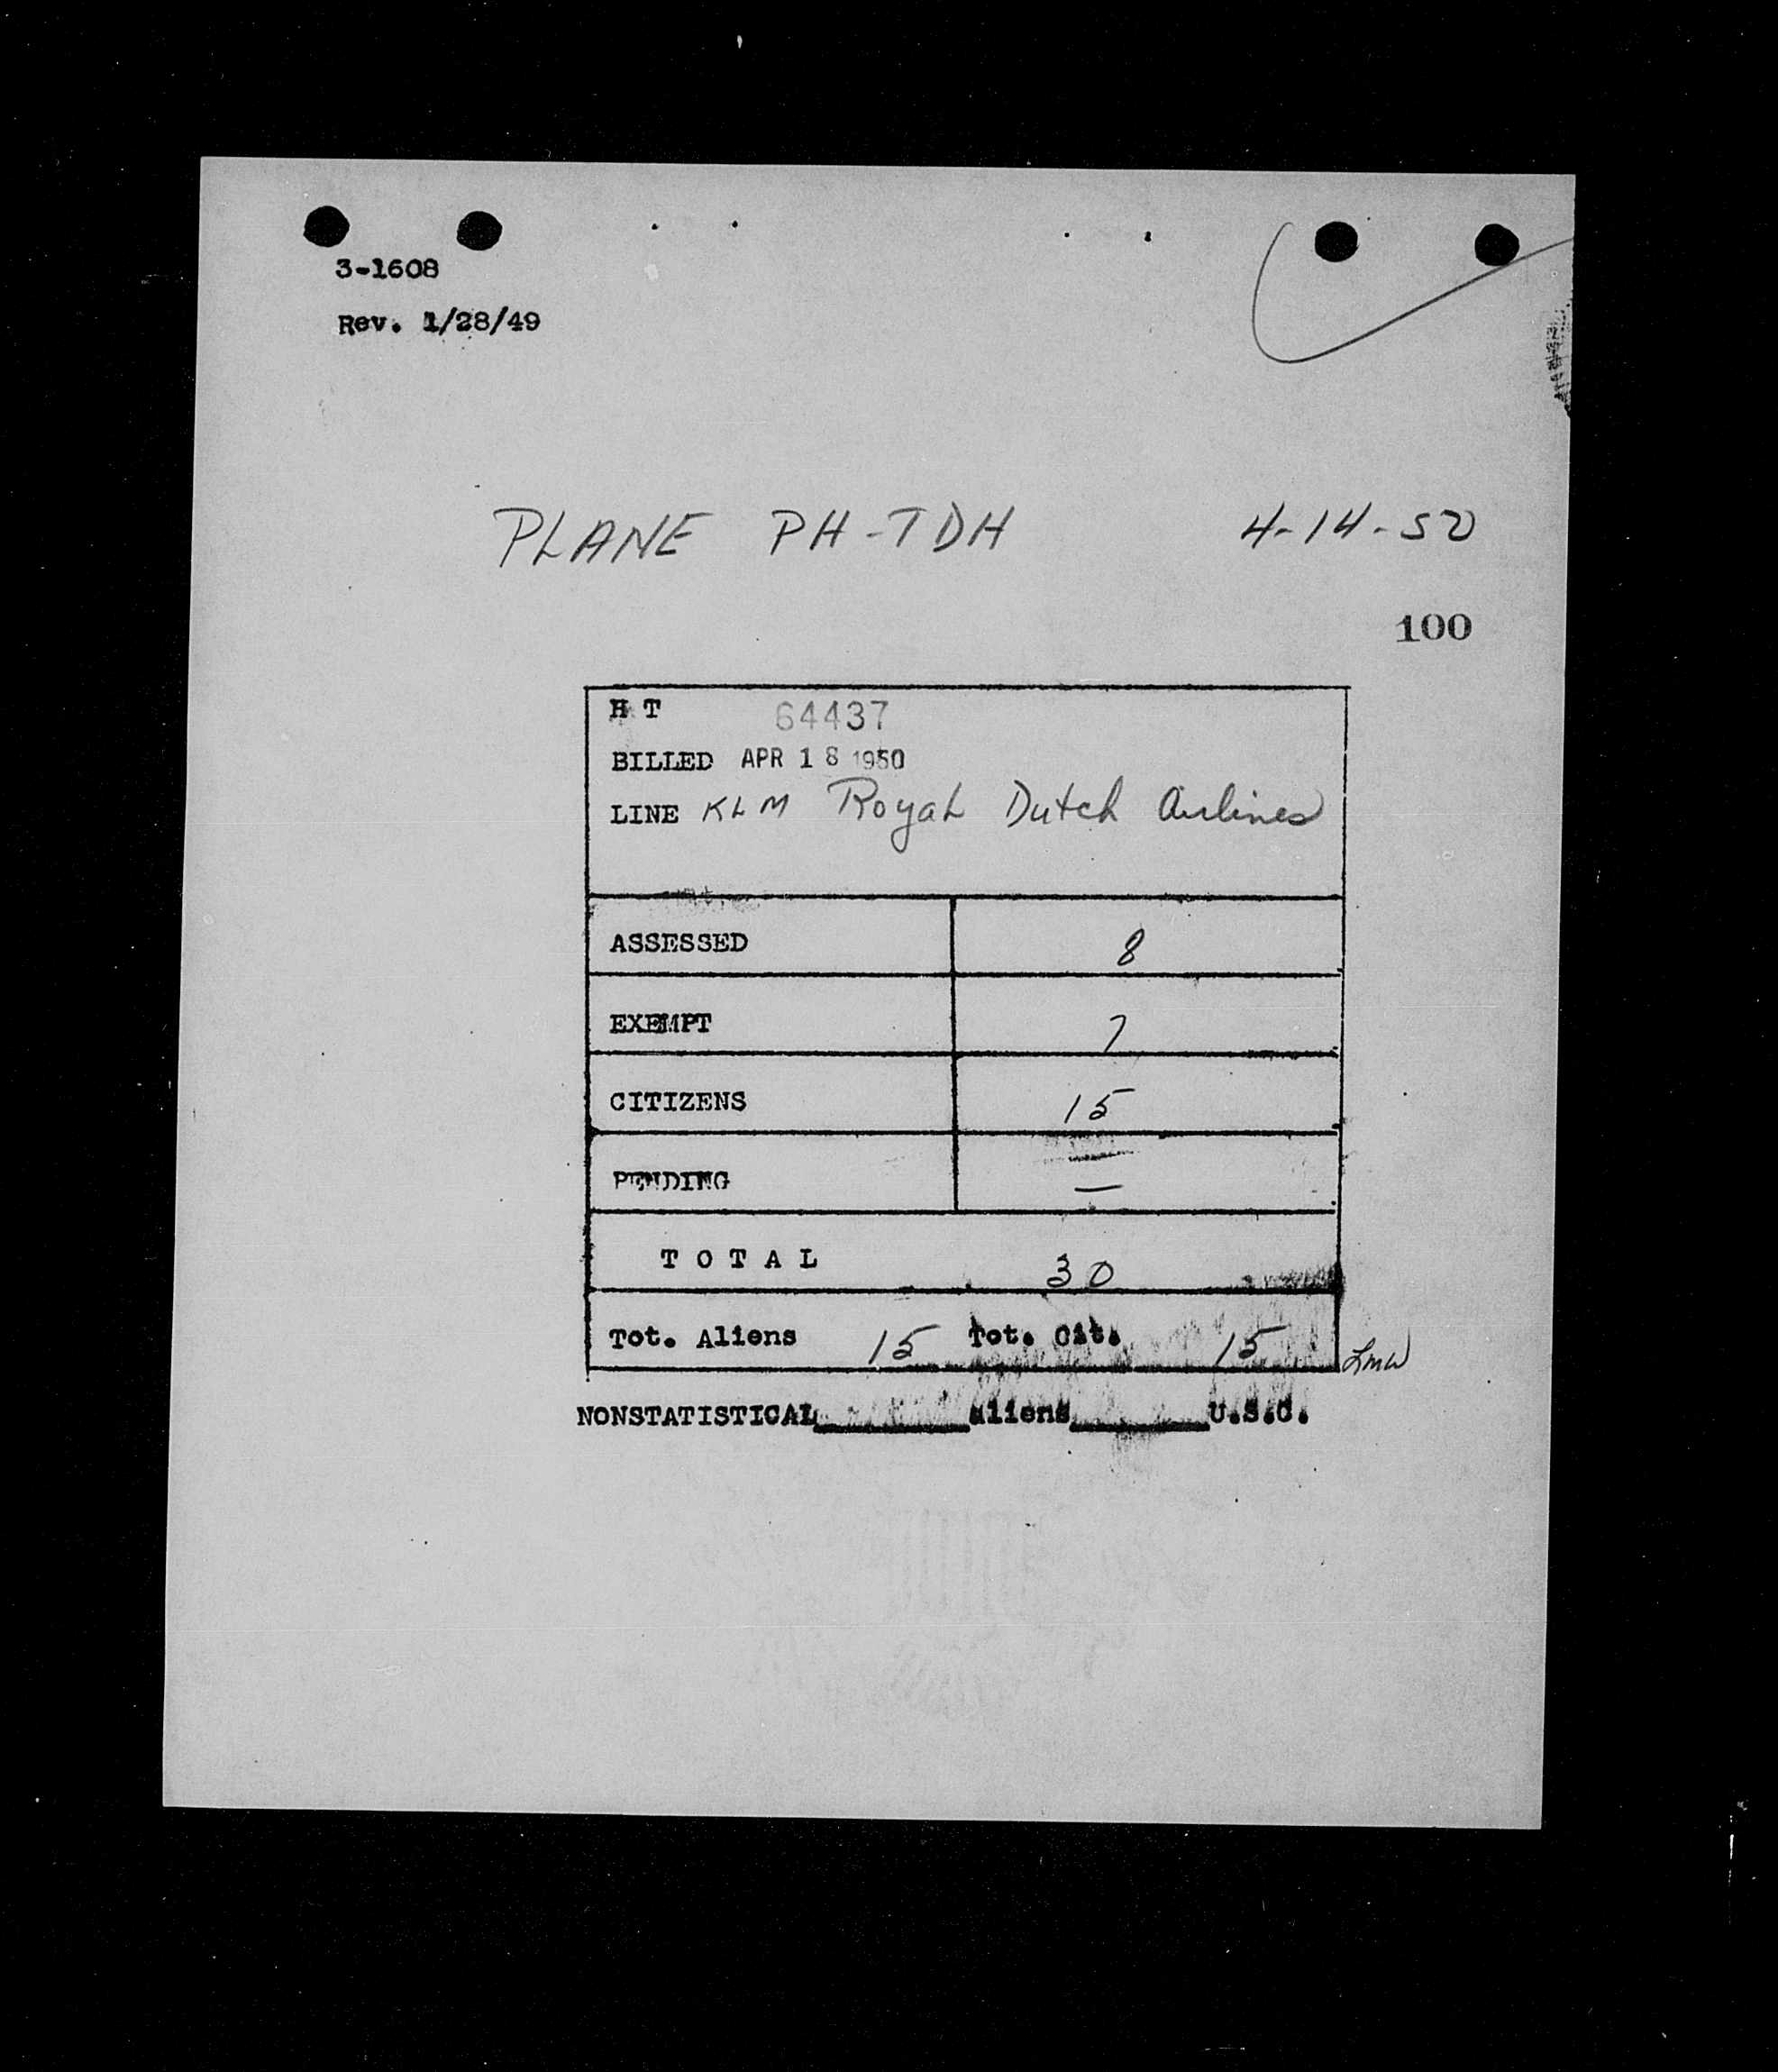 3-1608
Rev. 1/28/49
PLANE PH-TDH 4-14-50
100
H T 64437
BILLED APR 18 1950
LINE KLM Royal Dutch Airlines
ASSESSED 8
EXEMPT 7
CITIZENS 15
PENDING —
TOTAL 30
Tot. Aliens 15 Tot. Cit. 15 LMW
NONSTATISTICAL______aliens______U.S.C.